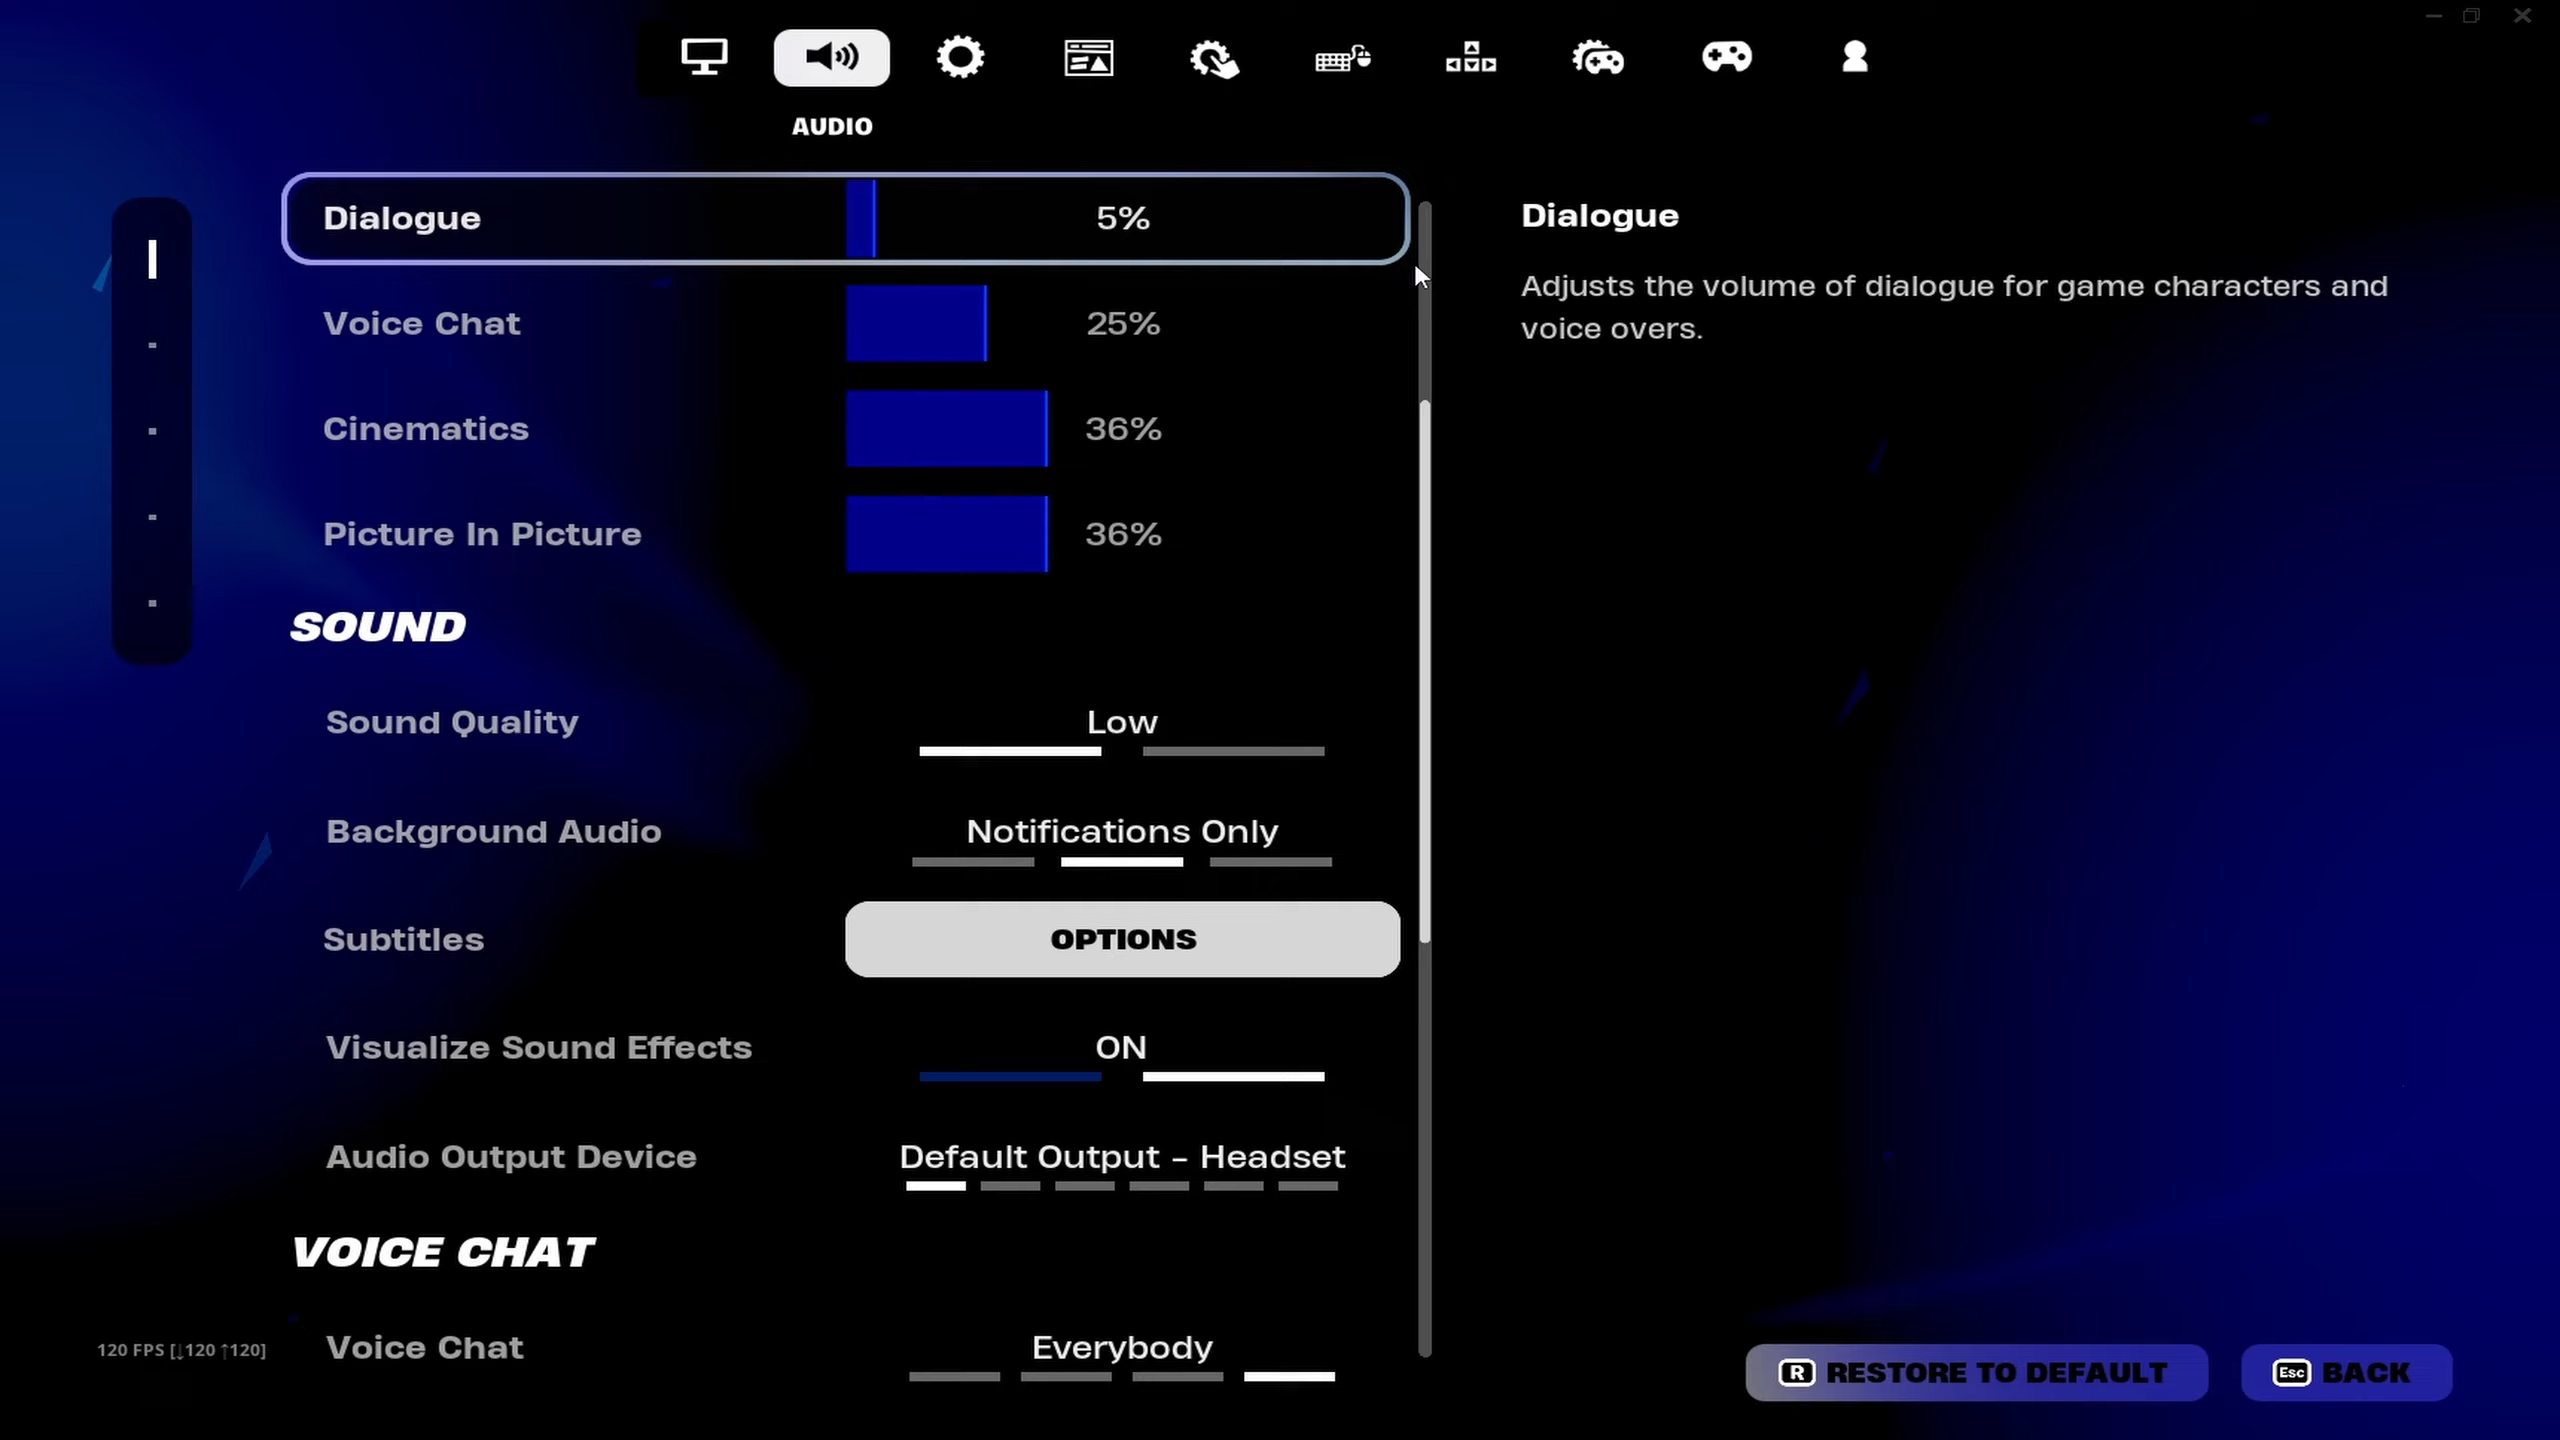 AUDIO
Dialogue 5%
Voice Chat 25%
Cinematics 36%
Picture In Picture 36%
SOUND
Sound Quality Low
Background Audio Notifications Only
Subtitles OPTIONS
Visualize Sound Effects ON
Audio Output Device Default Output – Headset
VOICE CHAT
Voice Chat Everybody
Dialogue
Adjusts the volume of dialogue for game characters and
voice overs.
120 FPS [↓120 ↑120]
R RESTORE TO DEFAULT
Esc BACK